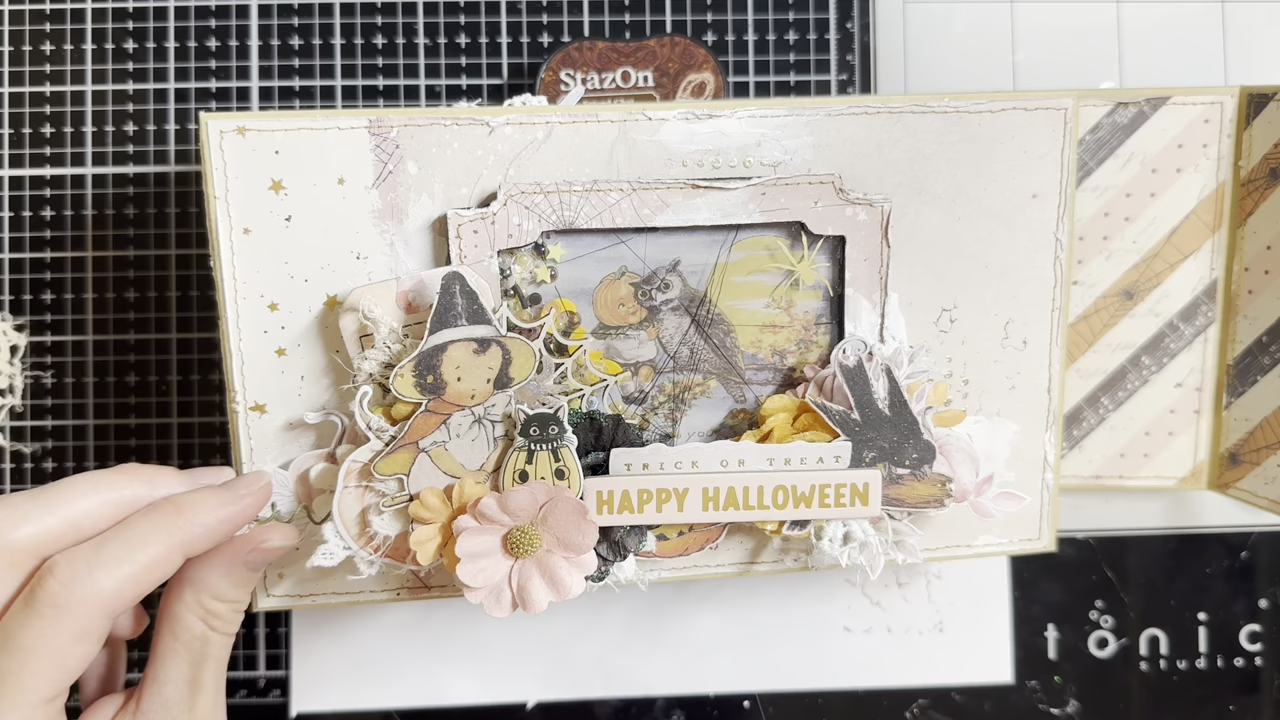 StazOn
TRICK OR TREAT
HAPPY HALLOWEEN
tonic
studios